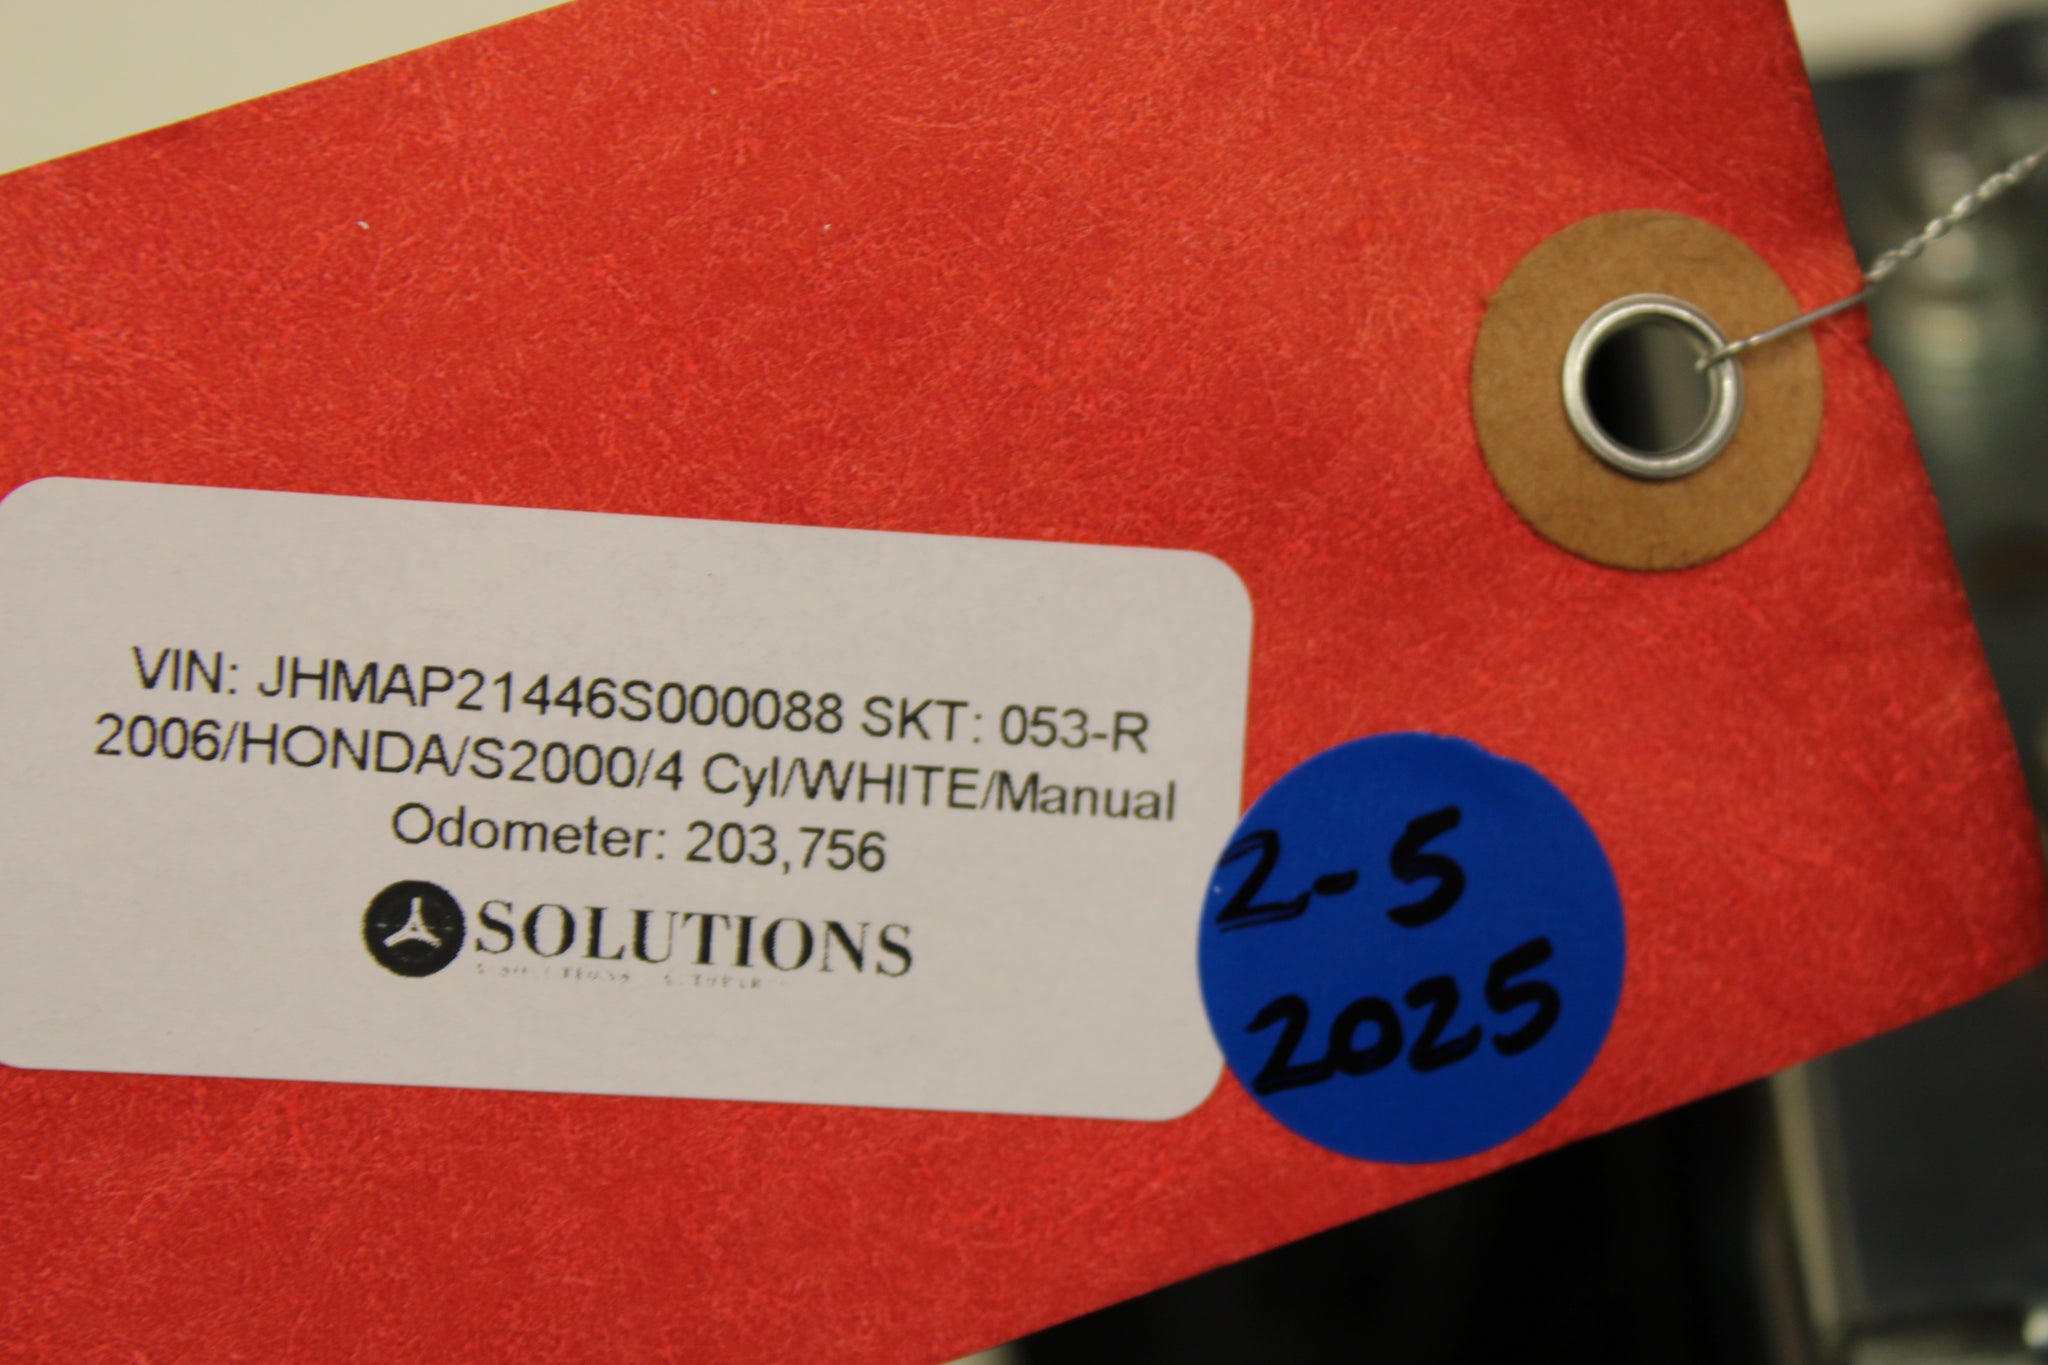 VIN: JHMAP21446S000088 SKT: 053-R
2006/HONDA/S2000/4 Cyl/WHITE/Manual
Odometer: 203,756
SOLUTIONS
2-5
2025